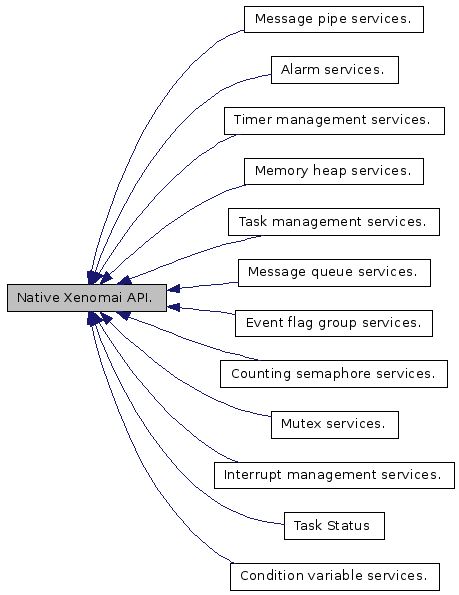 Message pipe services.
Alarm services.
Timer management services.
Memory heap services.
Task management services.
Message queue services.
Native Xenomai API.
Event flag group services.
Counting semaphore services.
Mutex services.
Interrupt management services.
Task Status
Condition variable services.